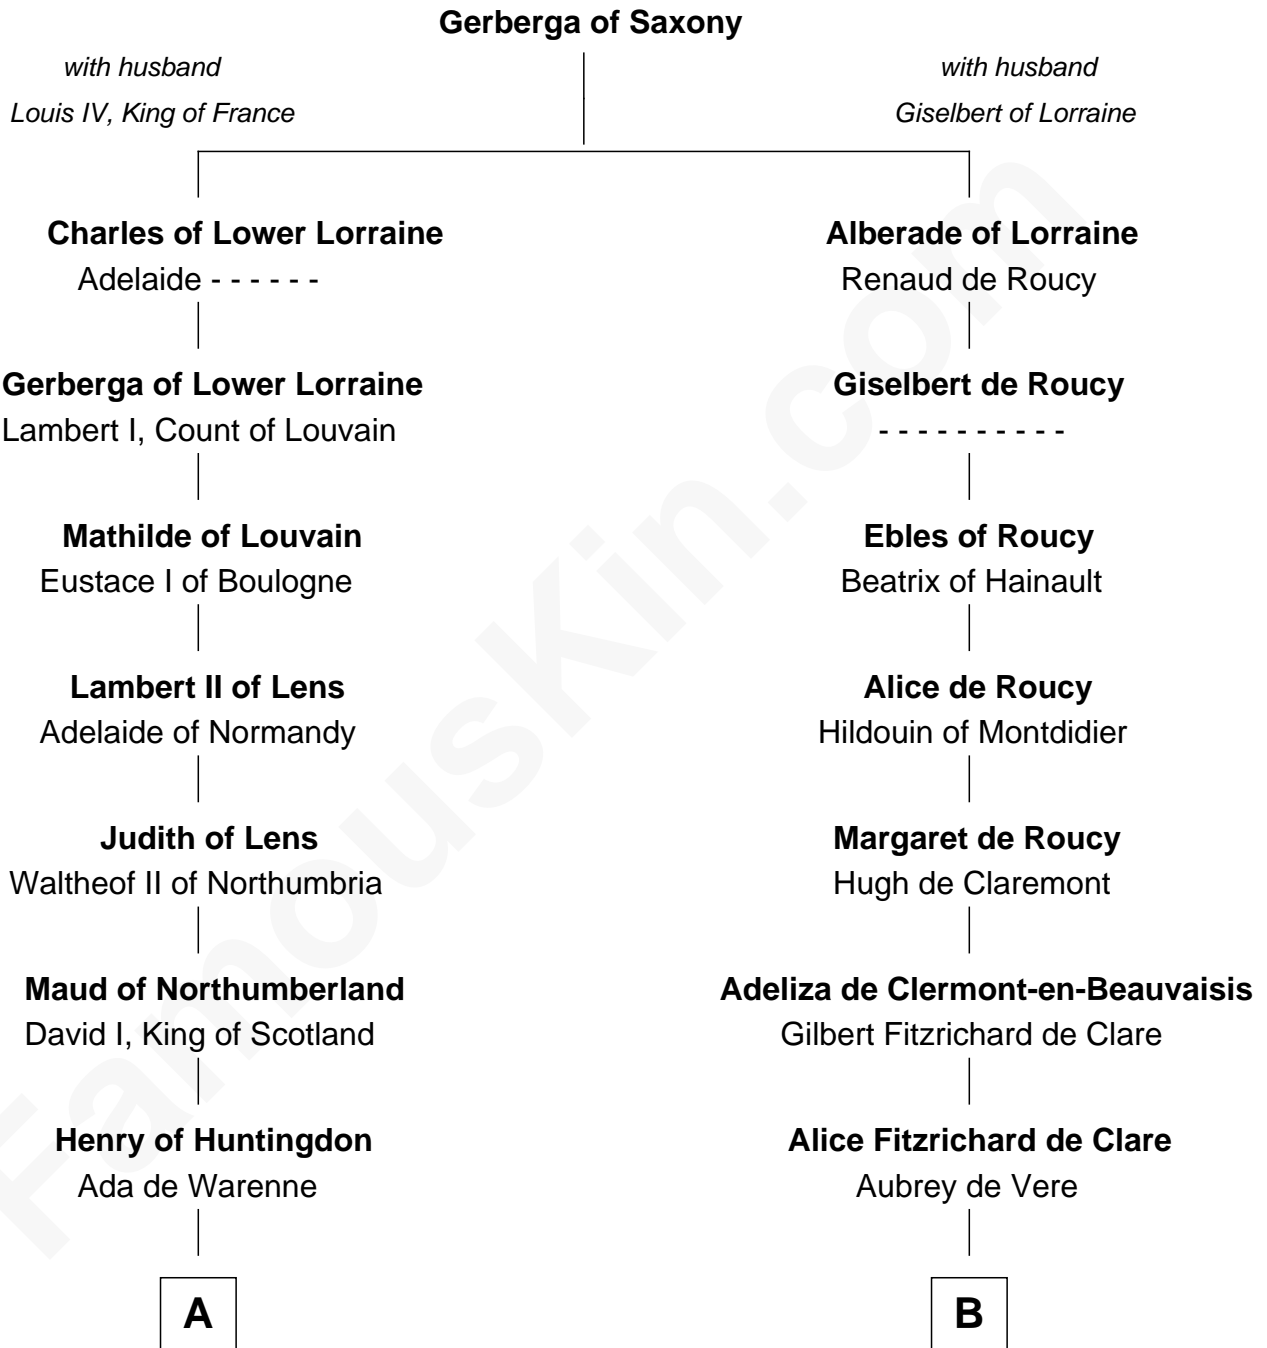 Gerberga of Saxony
with husband
Louis IV, King of France
with husband
Giselbert of Lorraine
Charles of Lower Lorraine
Adelaide - - - - - -
Alberade of Lorraine
Renaud de Roucy
Gerberga of Lower Lorraine
Lambert I, Count of Louvain
Giselbert de Roucy
- - - - - - - - - -
Mathilde of Louvain
Eustace I of Boulogne
Ebles of Roucy
Beatrix of Hainault
Lambert II of Lens
Adelaide of Normandy
Alice de Roucy
Hildouin of Montdidier
Judith of Lens
Waltheof II of Northumbria
Margaret de Roucy
Hugh de Claremont
Maud of Northumberland
David I, King of Scotland
Adeliza de Clermont-en-Beauvaisis
Gilbert Fitzrichard de Clare
Henry of Huntingdon
Ada de Warenne
Alice Fitzrichard de Clare
Aubrey de Vere
A
B
FamousKin.com